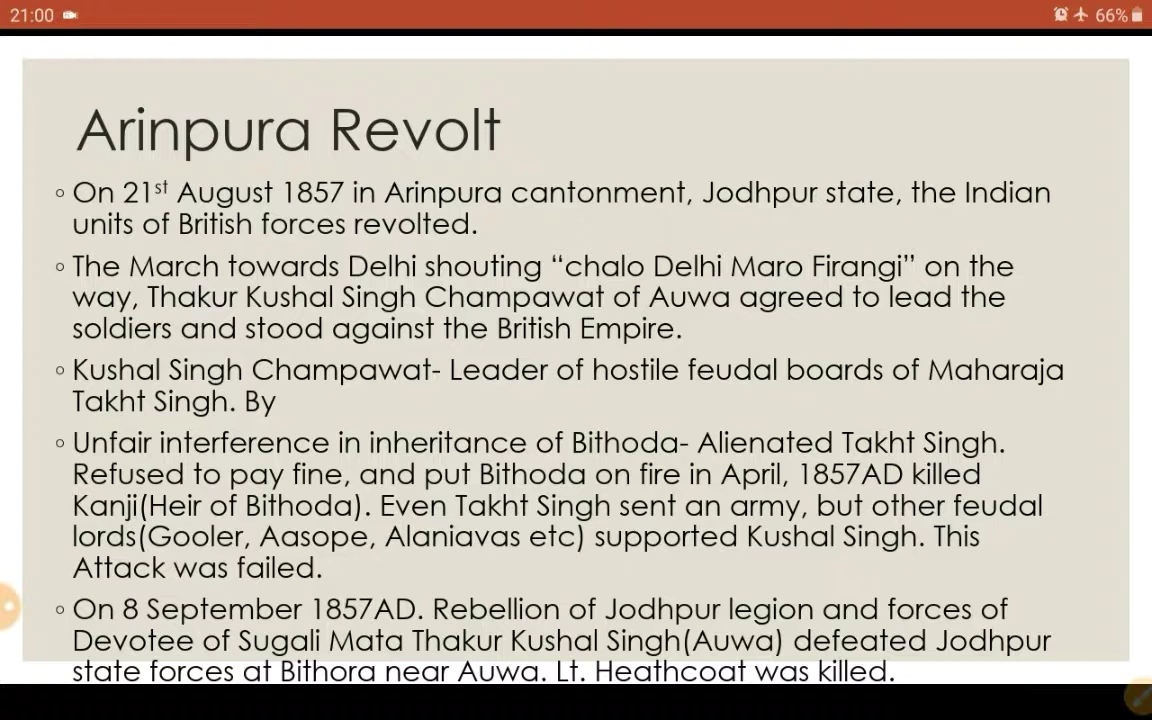 21:00
66%
Arinpura Revolt
◦ On 21st August 1857 in Arinpura cantonment, Jodhpur state, the Indian
units of British forces revolted.
◦ The March towards Delhi shouting “chalo Delhi Maro Firangi” on the
way, Thakur Kushal Singh Champawat of Auwa agreed to lead the
soldiers and stood against the British Empire.
◦ Kushal Singh Champawat- Leader of hostile feudal boards of Maharaja
Takht Singh. By
◦ Unfair interference in inheritance of Bithoda- Alienated Takht Singh.
Refused to pay fine, and put Bithoda on fire in April, 1857AD killed
Kanji(Heir of Bithoda). Even Takht Singh sent an army, but other feudal
lords(Gooler, Aasope, Alaniavas etc) supported Kushal Singh. This
Attack was failed.
◦ On 8 September 1857AD. Rebellion of Jodhpur legion and forces of
Devotee of Sugali Mata Thakur Kushal Singh(Auwa) defeated Jodhpur
state forces at Bithora near Auwa. Lt. Heathcoat was killed.